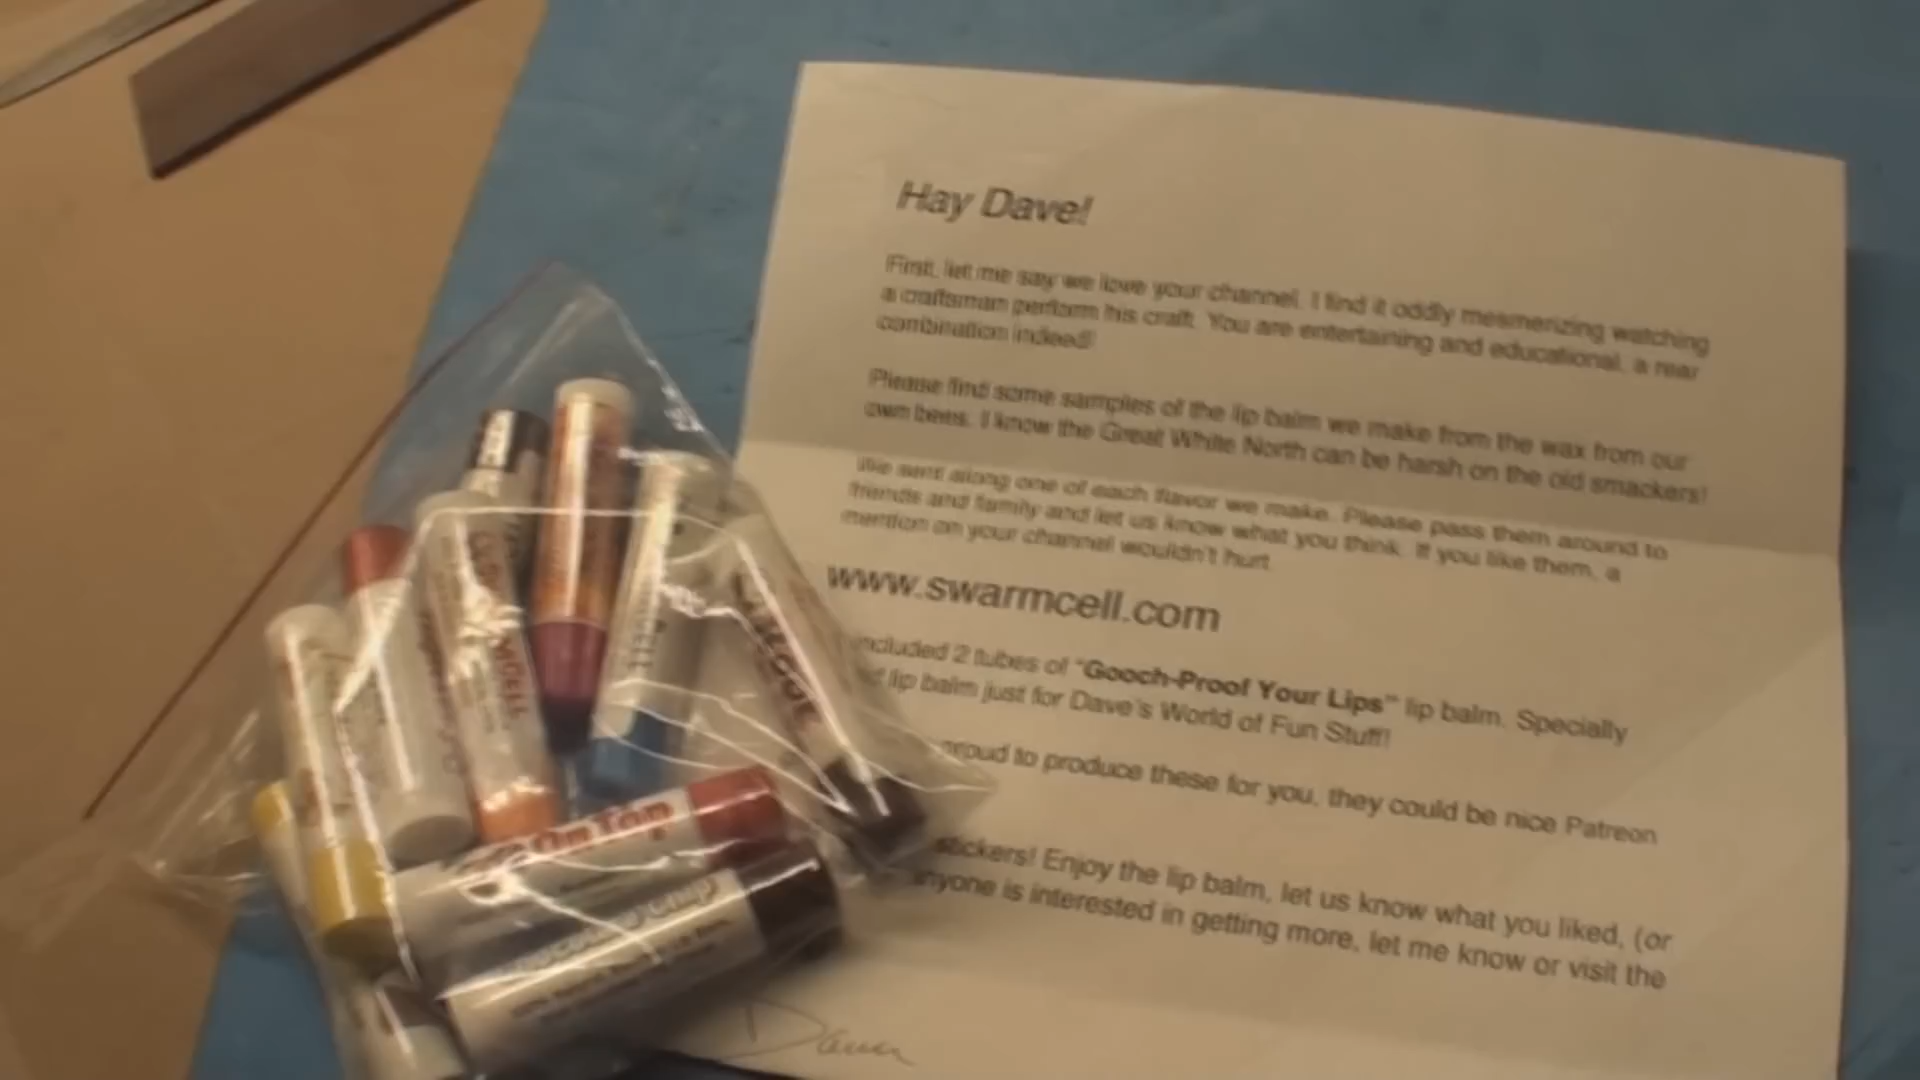 Hay Dave!
First, let me say we love your channel. I find it oddly mesmerizing watching
a craftsman perform his craft. You are entertaining and educational, a rear
combination indeed!
Please find some samples of the lip balm we make from the wax from our
own bees. I know the Great White North can be harsh on the old smackers!
We sent along one of each flavor we make. Please pass them around to
friends and family and let us know what you think. If you like them, a
mention on your channel wouldn't hurt.
www.swarmcell.com
included 2 tubes of "Gooch-Proof Your Lips" lip balm. Specially
lip balm just for Dave's World of Fun Stuff!
proud to produce these for you, they could be nice Patreon
stickers! Enjoy the lip balm, let us know what you liked, (or
anyone is interested in getting more, let me know or visit the
On Top